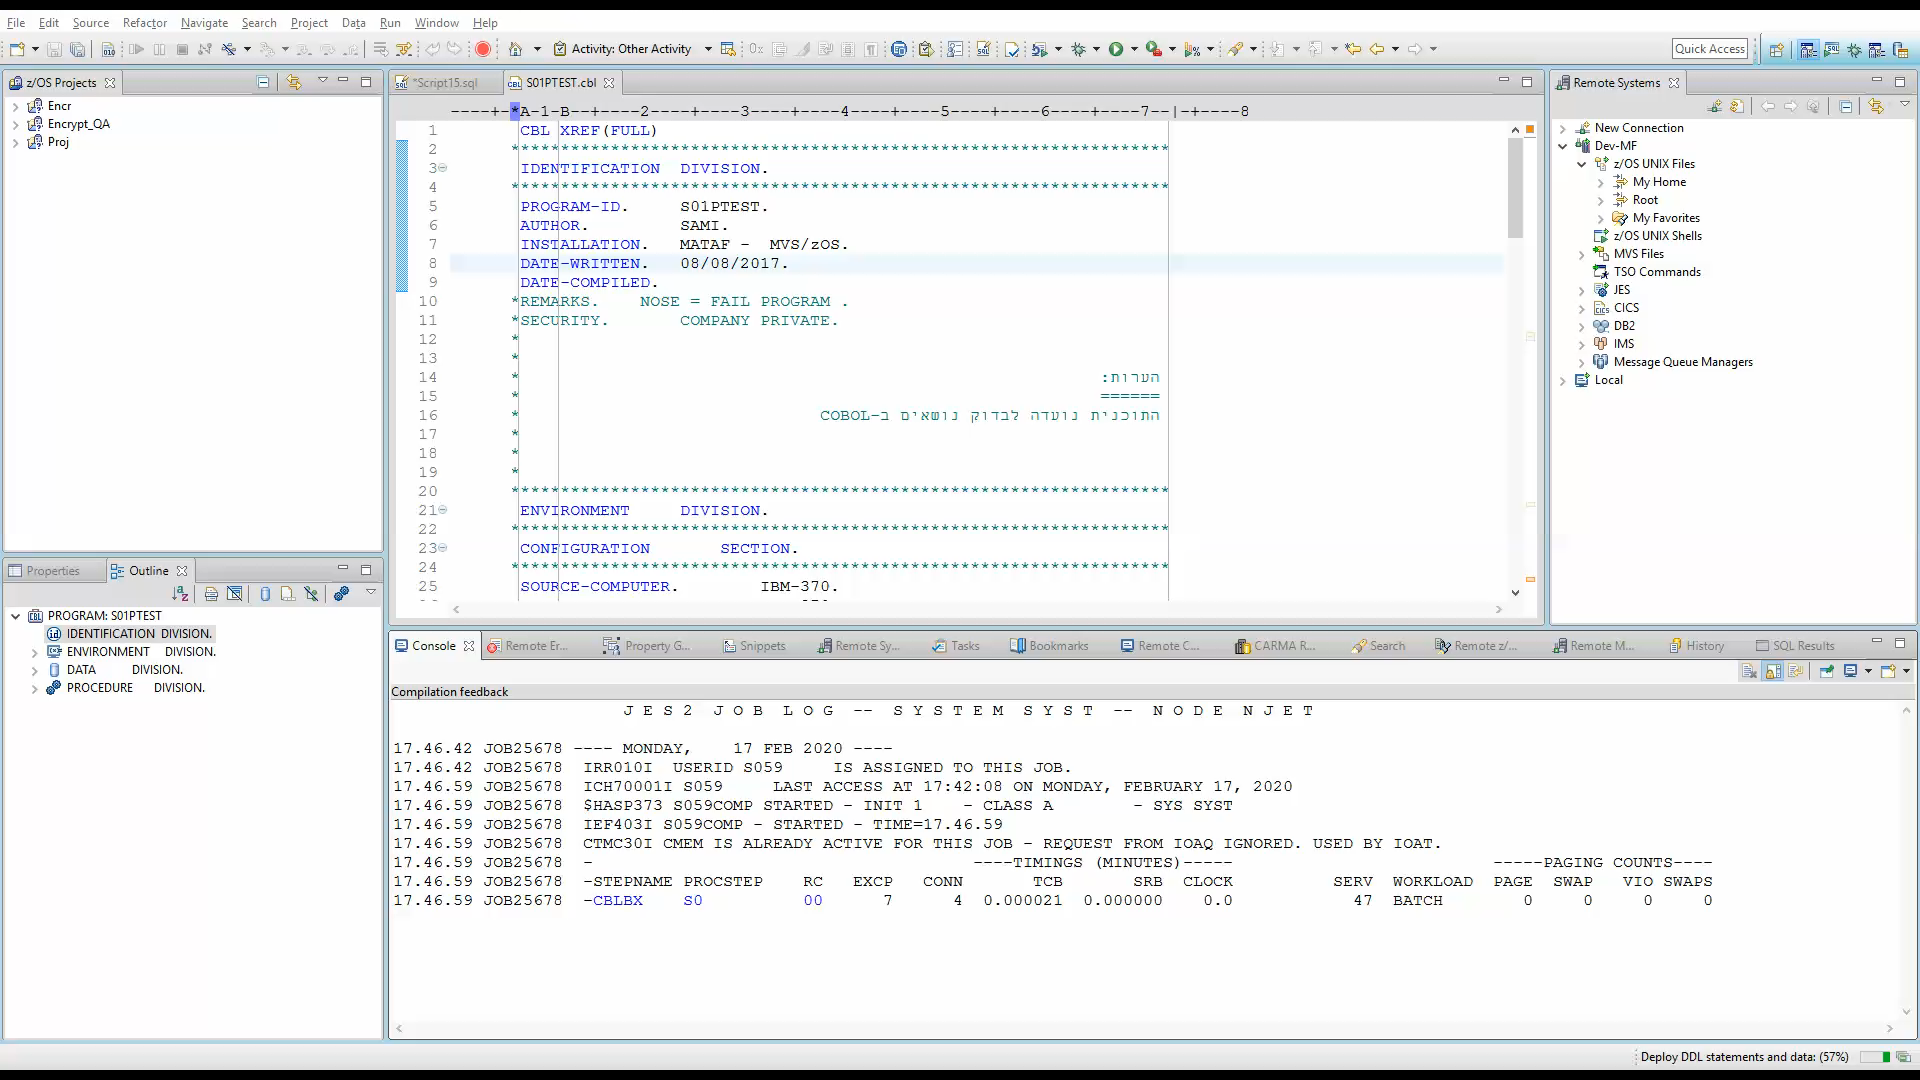 File Edit Source Refactor Navigate Search Project Data Run Window Help
Activity: Other Activity
Quick Access
z/OS Projects
Encr
Encrypt_QA
Proj
*Script15.sql S01PTEST.cbl
----+-*A-1-B--+----2----+----3----+----4----+----5----+----6----+----7--|-+----8
1 CBL XREF(FULL)
2 *****************************************************************
3 IDENTIFICATION DIVISION.
4 *****************************************************************
5 PROGRAM-ID. S01PTEST.
6 AUTHOR. SAMI.
7 INSTALLATION. MATAF - MVS/zOS.
8 DATE-WRITTEN. 08/08/2017.
9 DATE-COMPILED.
10 *REMARKS. NOSE = FAIL PROGRAM .
11 *SECURITY. COMPANY PRIVATE.
12 *
13 *
14 * הערות:
15 * ======
16 * התוכנית נועדה לבדוק נושאים ב-COBOL
17 *
18 *
19 *
20 *****************************************************************
21 ENVIRONMENT DIVISION.
22 *****************************************************************
23 CONFIGURATION SECTION.
24 *****************************************************************
25 SOURCE-COMPUTER. IBM-370.
Remote Systems
New Connection
Dev-MF
z/OS UNIX Files
My Home
Root
My Favorites
z/OS UNIX Shells
MVS Files
TSO Commands
JES
CICS
DB2
IMS
Message Queue Managers
Local
Properties Outline
PROGRAM: S01PTEST
IDENTIFICATION DIVISION.
ENVIRONMENT DIVISION.
DATA DIVISION.
PROCEDURE DIVISION.
Console Remote Er... Property G... Snippets Remote Sy... Tasks Bookmarks Remote C... CARMA R... Search Remote z/... Remote M... History SQL Results
Compilation feedback
J E S 2 J O B L O G -- S Y S T E M S Y S T -- N O D E N J E T
17.46.42 JOB25678 ---- MONDAY, 17 FEB 2020 ----
17.46.42 JOB25678 IRR010I USERID S059 IS ASSIGNED TO THIS JOB.
17.46.59 JOB25678 ICH70001I S059 LAST ACCESS AT 17:42:08 ON MONDAY, FEBRUARY 17, 2020
17.46.59 JOB25678 $HASP373 S059COMP STARTED - INIT 1 - CLASS A - SYS SYST
17.46.59 JOB25678 IEF403I S059COMP - STARTED - TIME=17.46.59
17.46.59 JOB25678 CTMC30I CMEM IS ALREADY ACTIVE FOR THIS JOB - REQUEST FROM IOAQ IGNORED. USED BY IOAT.
17.46.59 JOB25678 - ----TIMINGS (MINUTES)----- -----PAGING COUNTS----
17.46.59 JOB25678 -STEPNAME PROCSTEP RC EXCP CONN TCB SRB CLOCK SERV WORKLOAD PAGE SWAP VIO SWAPS
17.46.59 JOB25678 -CBLBX S0 00 7 4 0.000021 0.000000 0.0 47 BATCH 0 0 0 0
Deploy DDL statements and data: (57%)